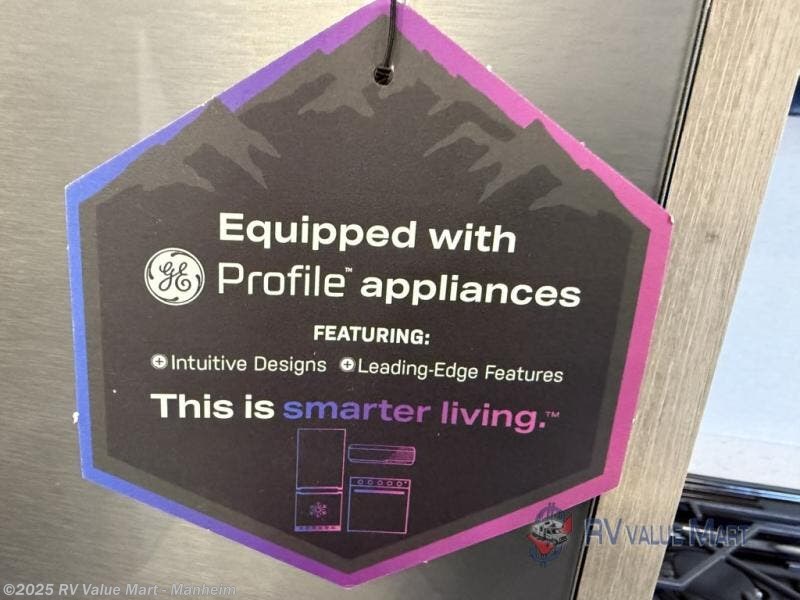 Equipped with
GE Profile™ appliances
FEATURING:
Intuitive Designs Leading-Edge Features
This is smarter living.™
RV VALUE MART
©2025 RV Value Mart - Manheim